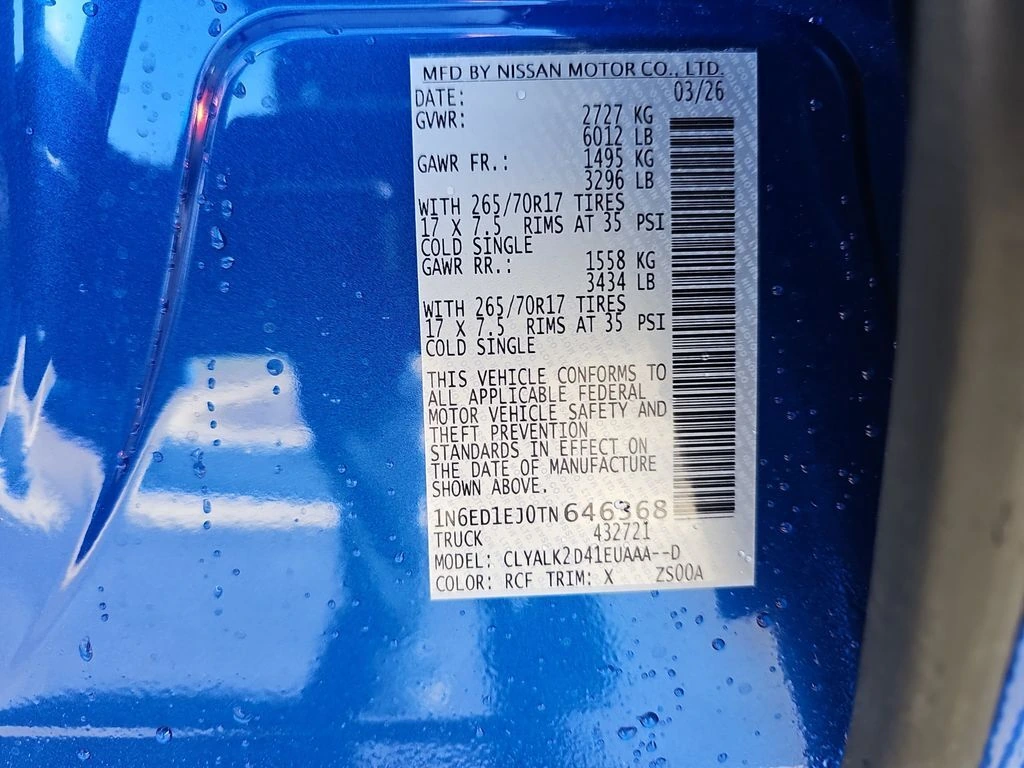 MFD BY NISSAN MOTOR CO., LTD.
DATE: 03/26
GVWR: 2727 KG
6012 LB
GAWR FR.: 1495 KG
3296 LB
WITH 265/70R17 TIRES
17 X 7.5 RIMS AT 35 PSI
COLD SINGLE
GAWR RR.: 1558 KG
3434 LB
WITH 265/70R17 TIRES
17 X 7.5 RIMS AT 35 PSI
COLD SINGLE
THIS VEHICLE CONFORMS TO
ALL APPLICABLE FEDERAL
MOTOR VEHICLE SAFETY AND
THEFT PREVENTION
STANDARDS IN EFFECT ON
THE DATE OF MANUFACTURE
SHOWN ABOVE.
1N6ED1EJ0TN646368
TRUCK 432721
MODEL: CLYALK2D41EUAAA--D
COLOR: RCF TRIM: X ZS00A